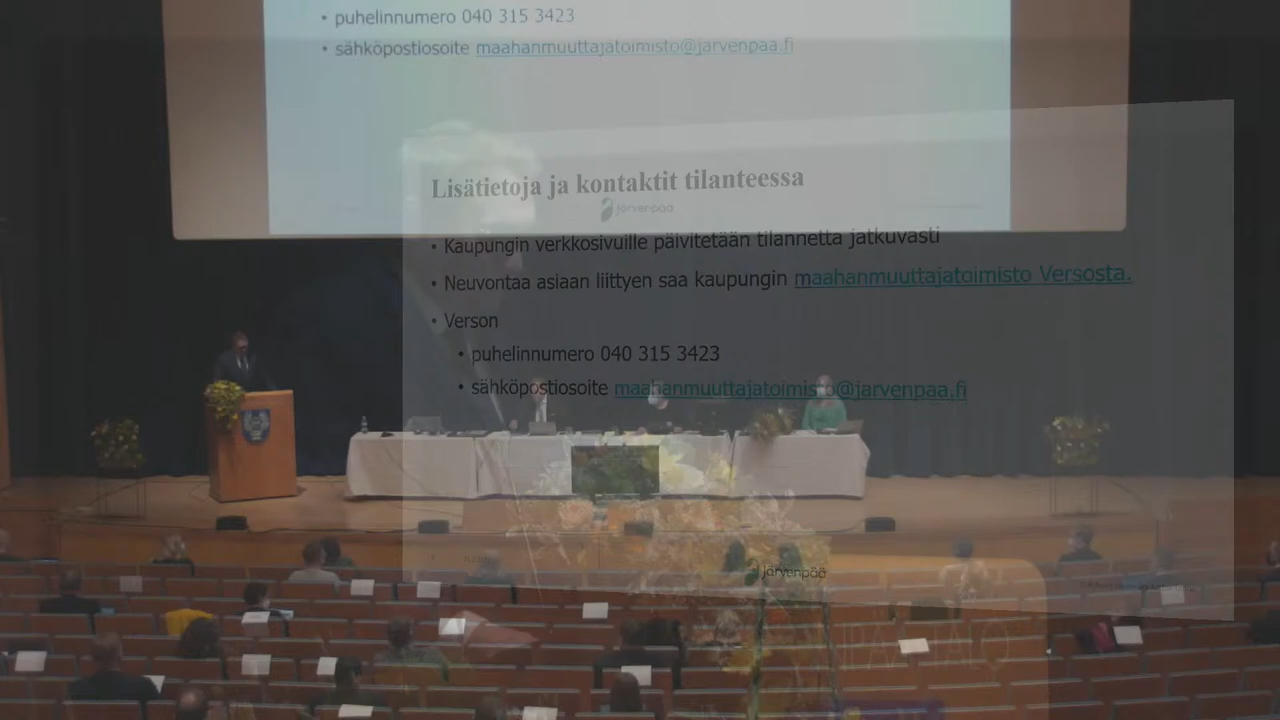 • puhelinnumero 040 315 3423
• sähköpostiosoite maahanmuuttajatoimisto@jarvenpaa.fi
Lisätietoja ja kontaktit tilanteessa
Järvenpää
• Kaupungin verkkosivuille päivitetään tilannetta jatkuvasti
• Neuvontaa asiaan liittyen saa kaupungin maahanmuuttajatoimisto Versosta.
• Verson
• puhelinnumero 040 315 3423
• sähköpostiosoite maahanmuuttajatoimisto@jarvenpaa.fi
Järvenpää